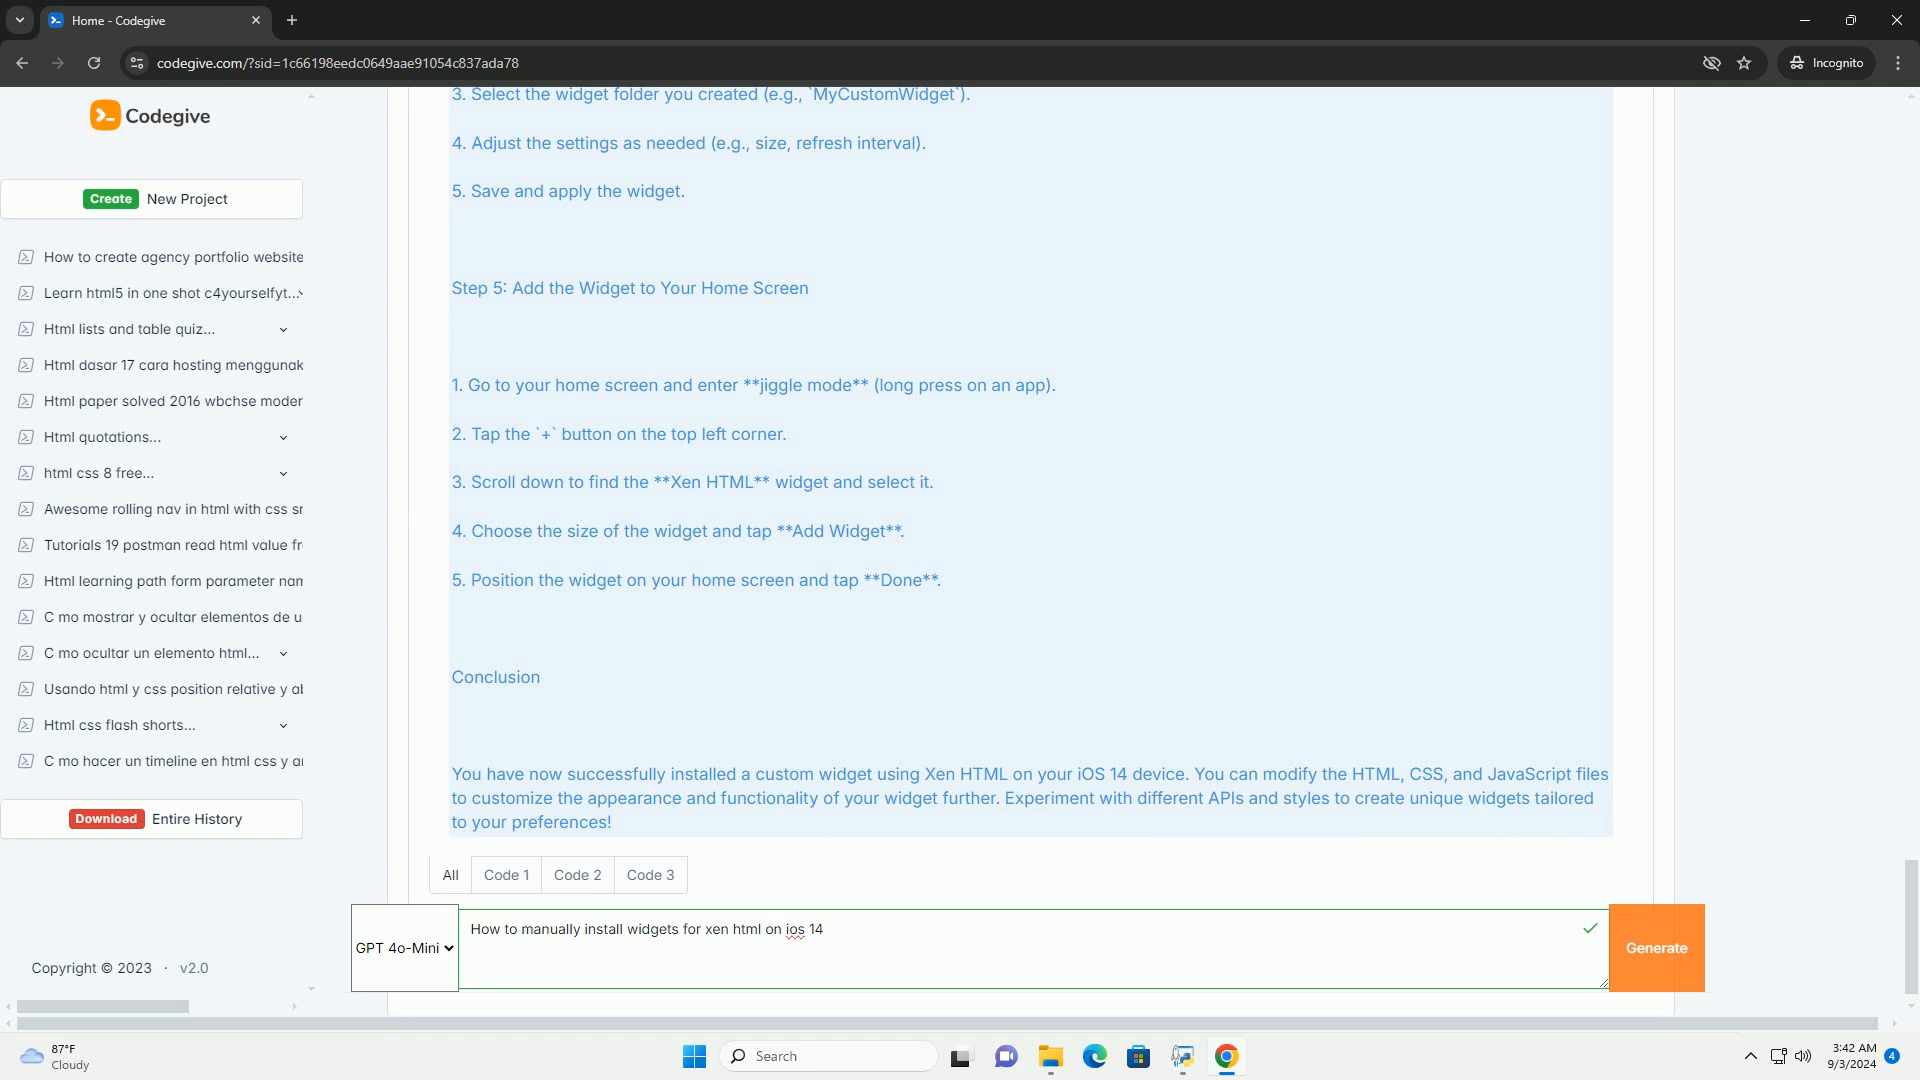 Home - Codegive
codegive.com/?sid=1c66198eedc0649aae91054c837ada78
Incognito
Codegive
Create New Project
How to create agency portfolio website
Learn html5 in one shot c4yourselfyt...
Html lists and table quiz...
Html dasar 17 cara hosting menggunak
Html paper solved 2016 wbchse moder
Html quotations...
html css 8 free...
Awesome rolling nav in html with css sr
Tutorials 19 postman read html value fr
Html learning path form parameter nam
C mo mostrar y ocultar elementos de u
C mo ocultar un elemento html...
Usando html y css position relative y ab
Html css flash shorts...
C mo hacer un timeline en html css y ar
Download Entire History
Copyright © 2023 · v2.0
3. Select the widget folder you created (e.g., `MyCustomWidget`).
4. Adjust the settings as needed (e.g., size, refresh interval).
5. Save and apply the widget.
Step 5: Add the Widget to Your Home Screen
1. Go to your home screen and enter **jiggle mode** (long press on an app).
2. Tap the `+` button on the top left corner.
3. Scroll down to find the **Xen HTML** widget and select it.
4. Choose the size of the widget and tap **Add Widget**.
5. Position the widget on your home screen and tap **Done**.
Conclusion
You have now successfully installed a custom widget using Xen HTML on your iOS 14 device. You can modify the HTML, CSS, and JavaScript files
to customize the appearance and functionality of your widget further. Experiment with different APIs and styles to create unique widgets tailored
to your preferences!
All Code 1 Code 2 Code 3
GPT 4o-Mini
How to manually install widgets for xen html on ios 14
Generate
87°F
Cloudy
Search
3:42 AM
9/3/2024
4